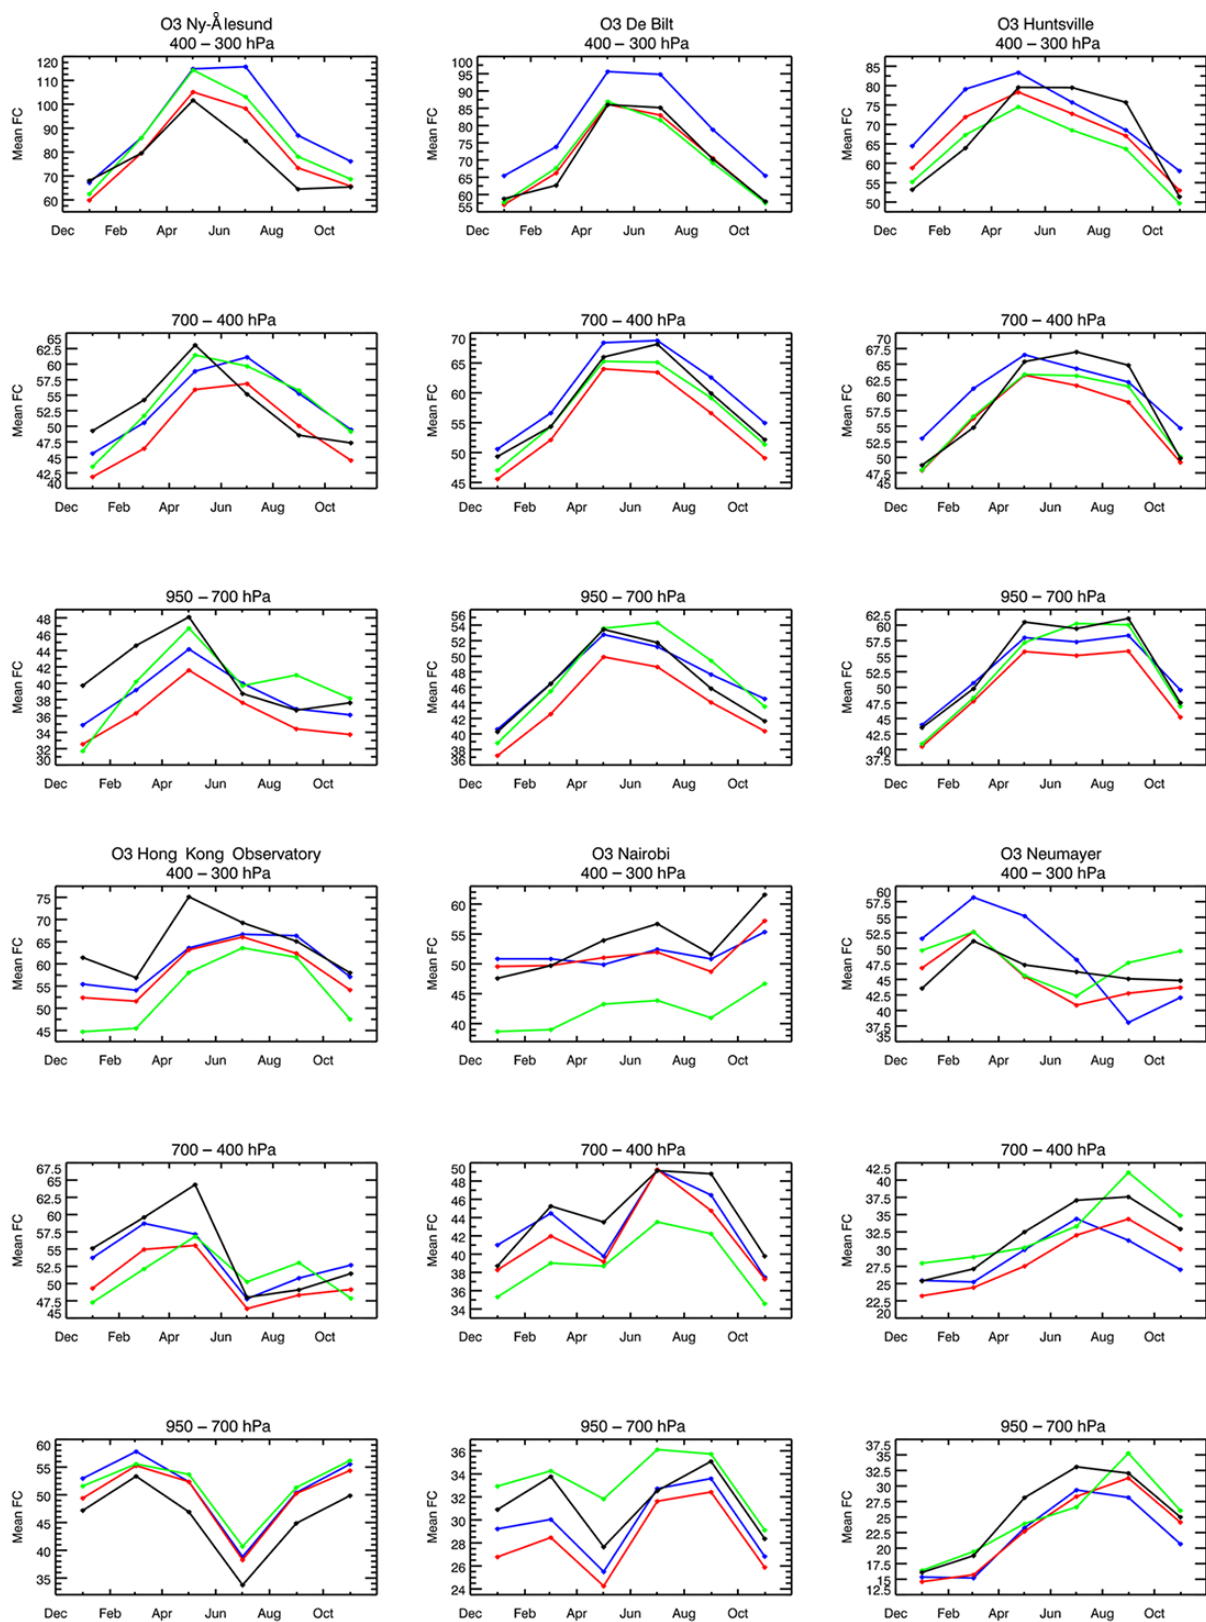 O3 Ny-Ålesund
400 – 300 hPa
Mean FC
120
110
100
90
80
70
60
Dec Feb Apr Jun Aug Oct
O3 De Bilt
400 – 300 hPa
Mean FC
100
95
90
85
80
75
70
65
60
55
Dec Feb Apr Jun Aug Oct
O3 Huntsville
400 – 300 hPa
Mean FC
85
80
75
70
65
60
55
50
Dec Feb Apr Jun Aug Oct
700 – 400 hPa
Mean FC
65
62.5
60
57.5
55
52.5
50
47.5
45
42.5
40
Dec Feb Apr Jun Aug Oct
700 – 400 hPa
Mean FC
70
65
60
55
50
45
Dec Feb Apr Jun Aug Oct
700 – 400 hPa
Mean FC
70
67.5
65
62.5
60
57.5
55
52.5
50
47.5
45
Dec Feb Apr Jun Aug Oct
950 – 700 hPa
Mean FC
48
46
44
42
40
38
36
34
32
30
Dec Feb Apr Jun Aug Oct
950 – 700 hPa
Mean FC
56
54
52
50
48
46
44
42
40
38
36
Dec Feb Apr Jun Aug Oct
950 – 700 hPa
Mean FC
62.5
60
57.5
55
52.5
50
47.5
45
42.5
40
37.5
Dec Feb Apr Jun Aug Oct
O3 Hong Kong Observatory
400 – 300 hPa
Mean FC
75
70
65
60
55
50
45
Dec Feb Apr Jun Aug Oct
O3 Nairobi
400 – 300 hPa
Mean FC
60
55
50
45
40
Dec Feb Apr Jun Aug Oct
O3 Neumayer
400 – 300 hPa
Mean FC
60
57.5
55
52.5
50
47.5
45
42.5
40
37.5
35
Dec Feb Apr Jun Aug Oct
700 – 400 hPa
Mean FC
67.5
65
62.5
60
57.5
55
52.5
50
47.5
45
Dec Feb Apr Jun Aug Oct
700 – 400 hPa
Mean FC
50
48
46
44
42
40
38
36
34
Dec Feb Apr Jun Aug Oct
700 – 400 hPa
Mean FC
42.5
40
37.5
35
32.5
30
27.5
25
22.5
20
Dec Feb Apr Jun Aug Oct
950 – 700 hPa
Mean FC
60
55
50
45
40
35
Dec Feb Apr Jun Aug Oct
950 – 700 hPa
Mean FC
36
34
32
30
28
26
24
Dec Feb Apr Jun Aug Oct
950 – 700 hPa
Mean FC
37.5
35
32.5
30
27.5
25
22.5
20
17.5
15
12.5
Dec Feb Apr Jun Aug Oct